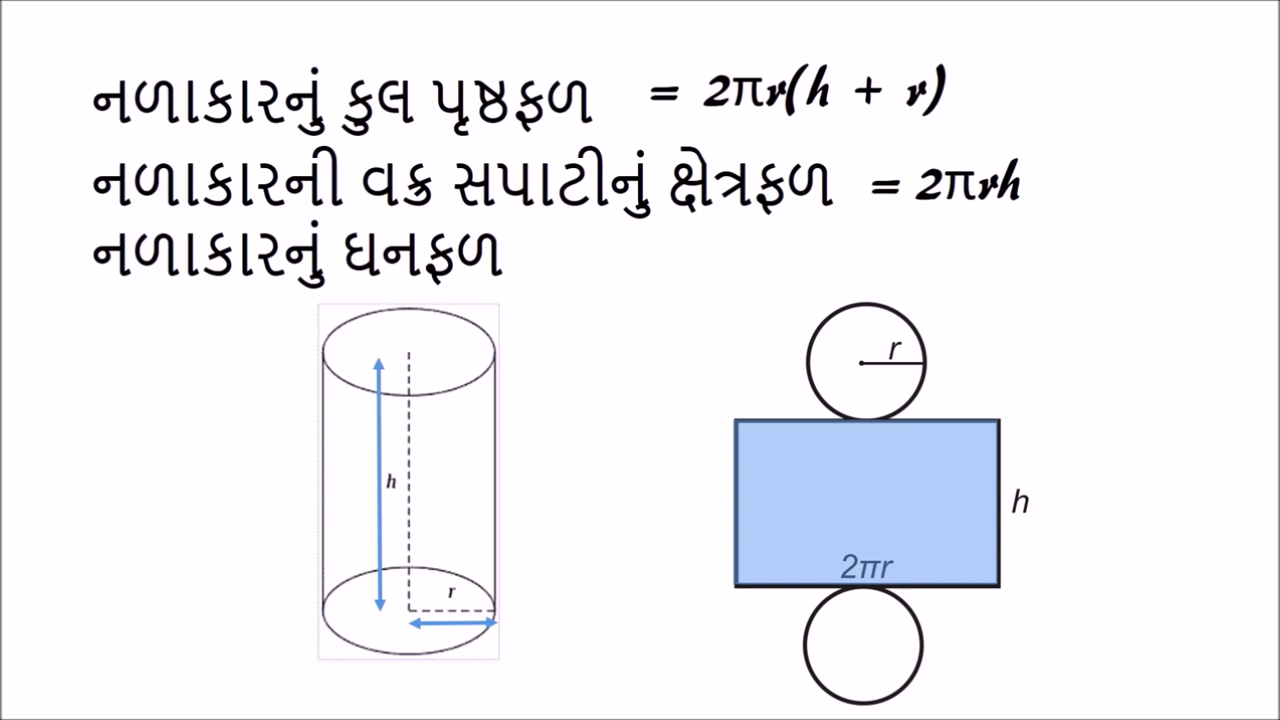 નળાકારનું કુલ પૃષ્ઠફળ = 2πr(h + r)
નળાકારની વક્ર સપાટીનું ક્ષેત્રફળ = 2πrh
નળાકારનું ઘનફળ
h
r
r
h
2πr